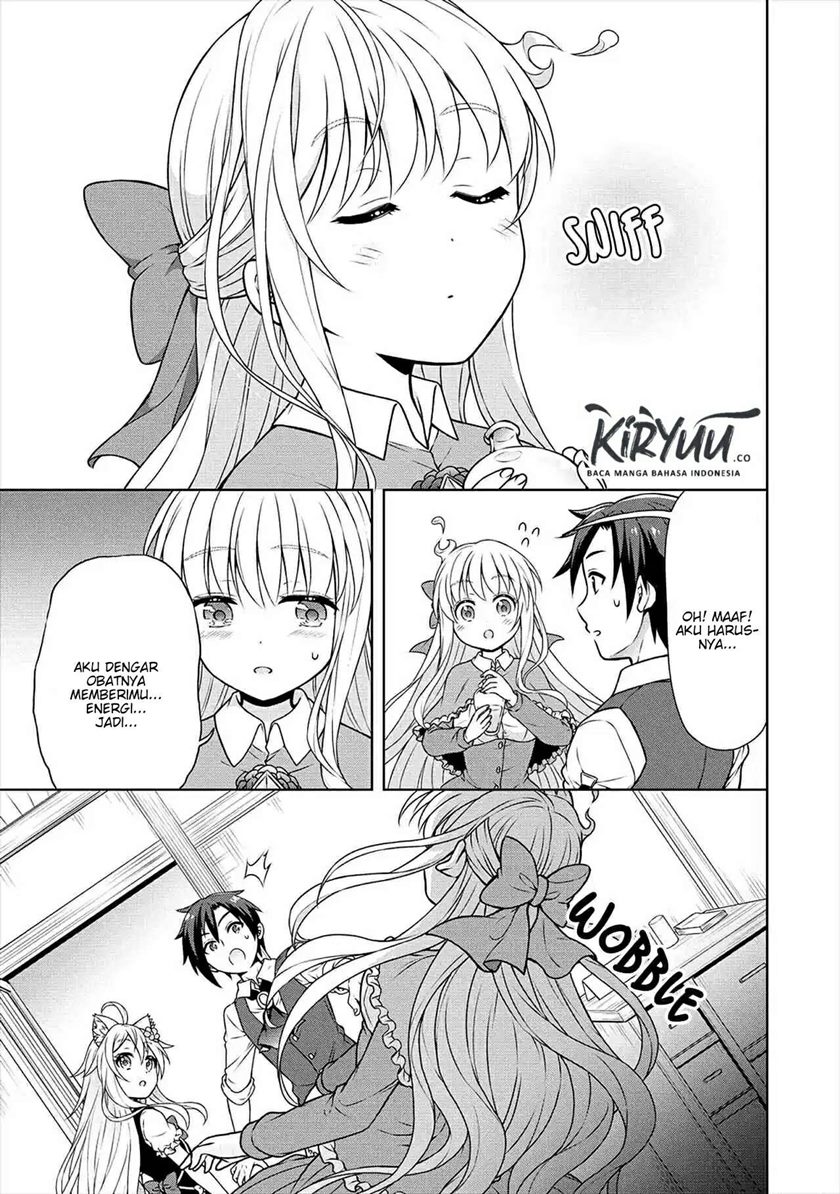 SNIFF
KIRYUU
.CO
BACA MANGA BAHASA INDONESIA
OH! MAAF!
AKU HARUS-
NYA...
AKU DENGAR
OBATNYA
MEMBERIMU...
ENERGI...
JADI...
WOBBLE